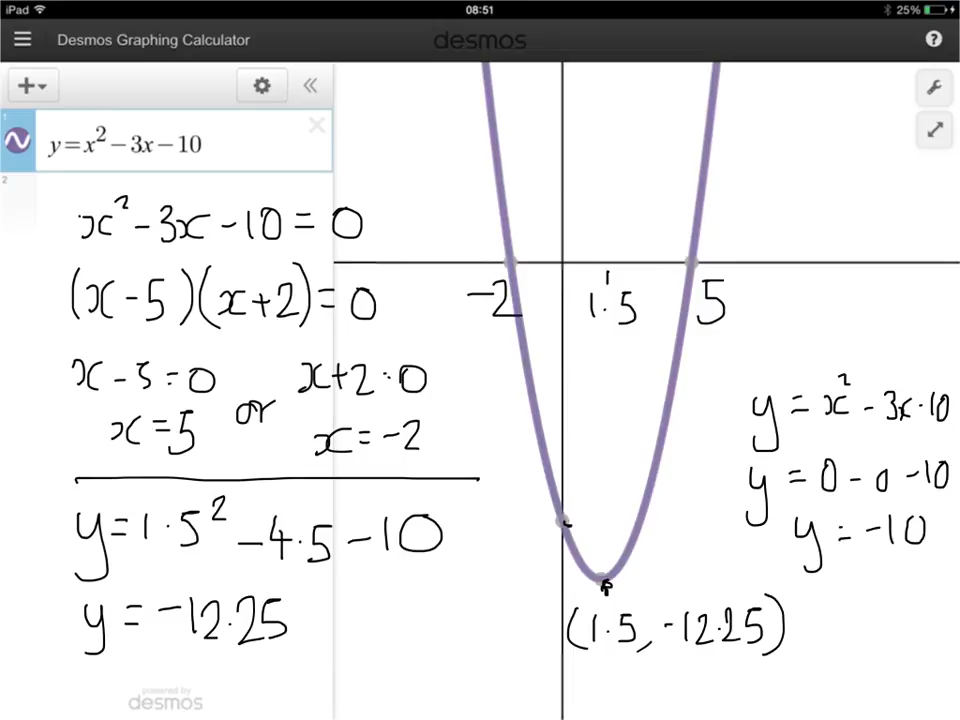 iPad 08:51 25%
Desmos Graphing Calculator desmos
1
y=x²−3x−10
2
x²-3x-10=0
(x-5)(x+2)=0
x-5=0 or x+2=0
x=5 x=-2
y=1.5²-4.5-10
y=-12.25
-2 1.5 5
y=x²-3x-10
y=0-0-10
y=-10
(1.5,-12.25)
powered by
desmos